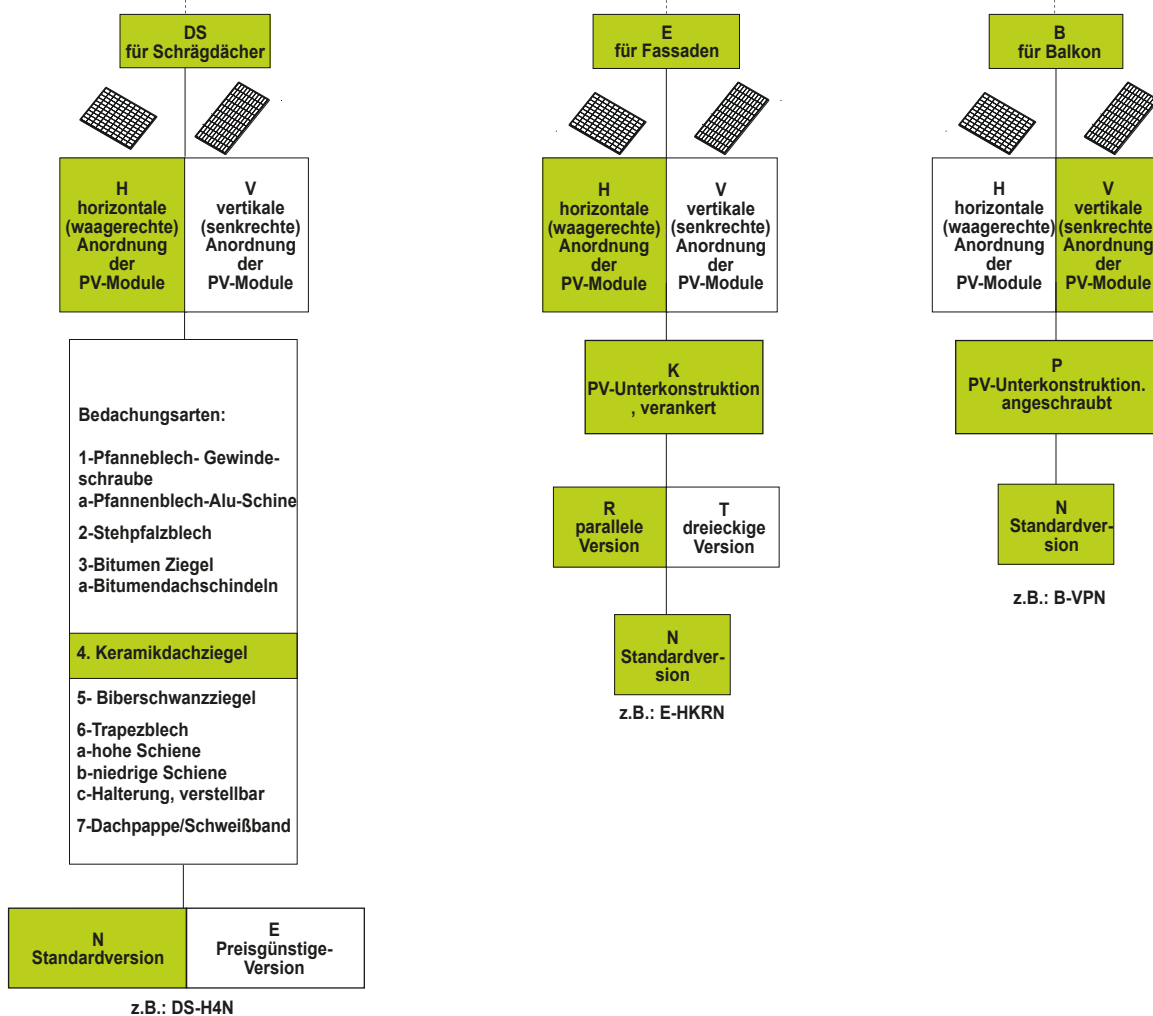 DS
für Schrägdächer
H
horizontale
(waagerechte)
Anordnung
der
PV-Module
V
vertikale
(senkrechte)
Anordnung
der
PV-Module
Bedachungsarten:
1-Pfanneblech- Gewinde-
schraube
a-Pfannenblech-Alu-Schine
2-Stehpfalzblech
3-Bitumen Ziegel
a-Bitumendachschindeln
4. Keramikdachziegel
5- Biberschwanzziegel
6-Trapezblech
a-hohe Schiene
b-niedrige Schiene
c-Halterung, verstellbar
7-Dachpappe/Schweißband
N
Standardversion
E
Preisgünstige-
Version
z.B.: DS-H4N
E
für Fassaden
H
horizontale
(waagerechte)
Anordnung
der
PV-Module
V
vertikale
(senkrechte)
Anordnung
der
PV-Module
K
PV-Unterkonstruktion
, verankert
R
parallele
Version
T
dreieckige
Version
N
Standardver-
sion
z.B.: E-HKRN
B
für Balkon
H
horizontale
(waagerechte)
Anordnung
der
PV-Module
V
vertikale
(senkrechte)
Anordnung
der
PV-Module
P
PV-Unterkonstruktion.
angeschraubt
N
Standardver-
sion
z.B.: B-VPN